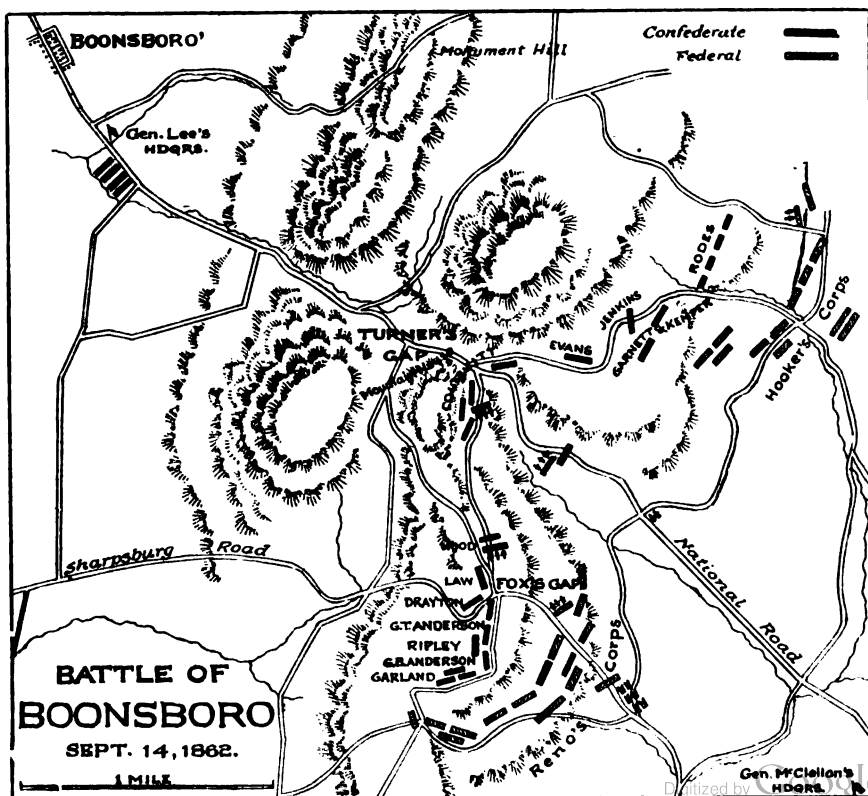 BOONSBORO'
Monument Hill
Confederate
Federal
Gen. Lee's
HDQRS.
RODES
JENKINS
GARNETT & KEMPER
EVANS
Hooker's Corps
TURNER'S
GAP
COLQUITT
Sharpsburg Road
HOOD
LAW
FOX'S GAP
DRAYTON
G.T. ANDERSON
RIPLEY
G.B. ANDERSON
GARLAND
National Road
Reno's Corps
BATTLE OF
BOONSBORO
SEPT. 14, 1862.
1 MILE
Gen. McClellan's
HDQRS.
Digitized by Google